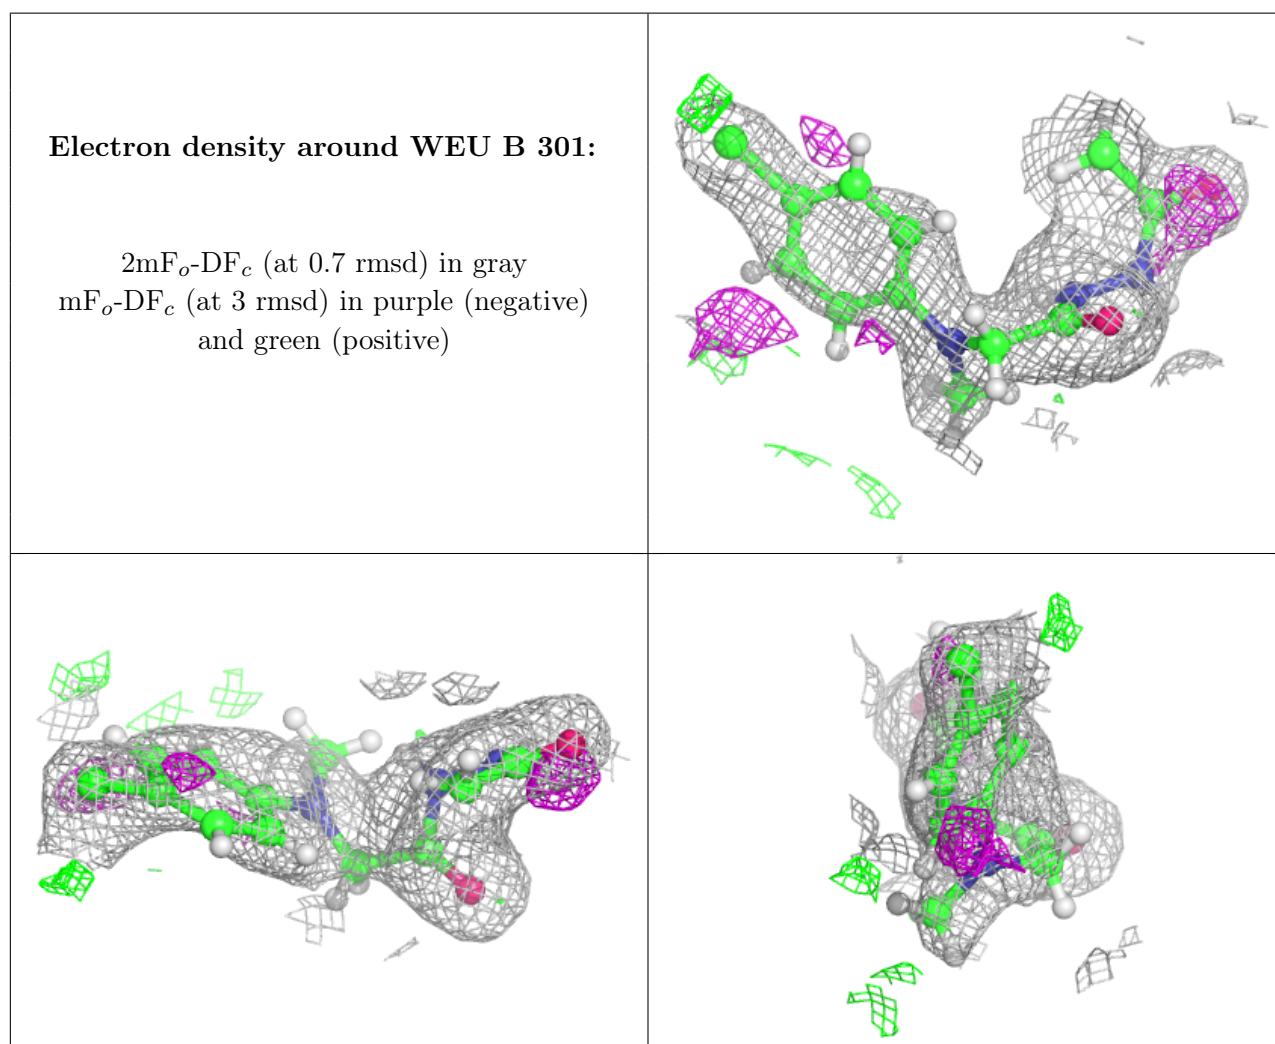 Electron density around WEU B 301:
2mFo-DFc (at 0.7 rmsd) in gray
mFo-DFc (at 3 rmsd) in purple (negative)
and green (positive)